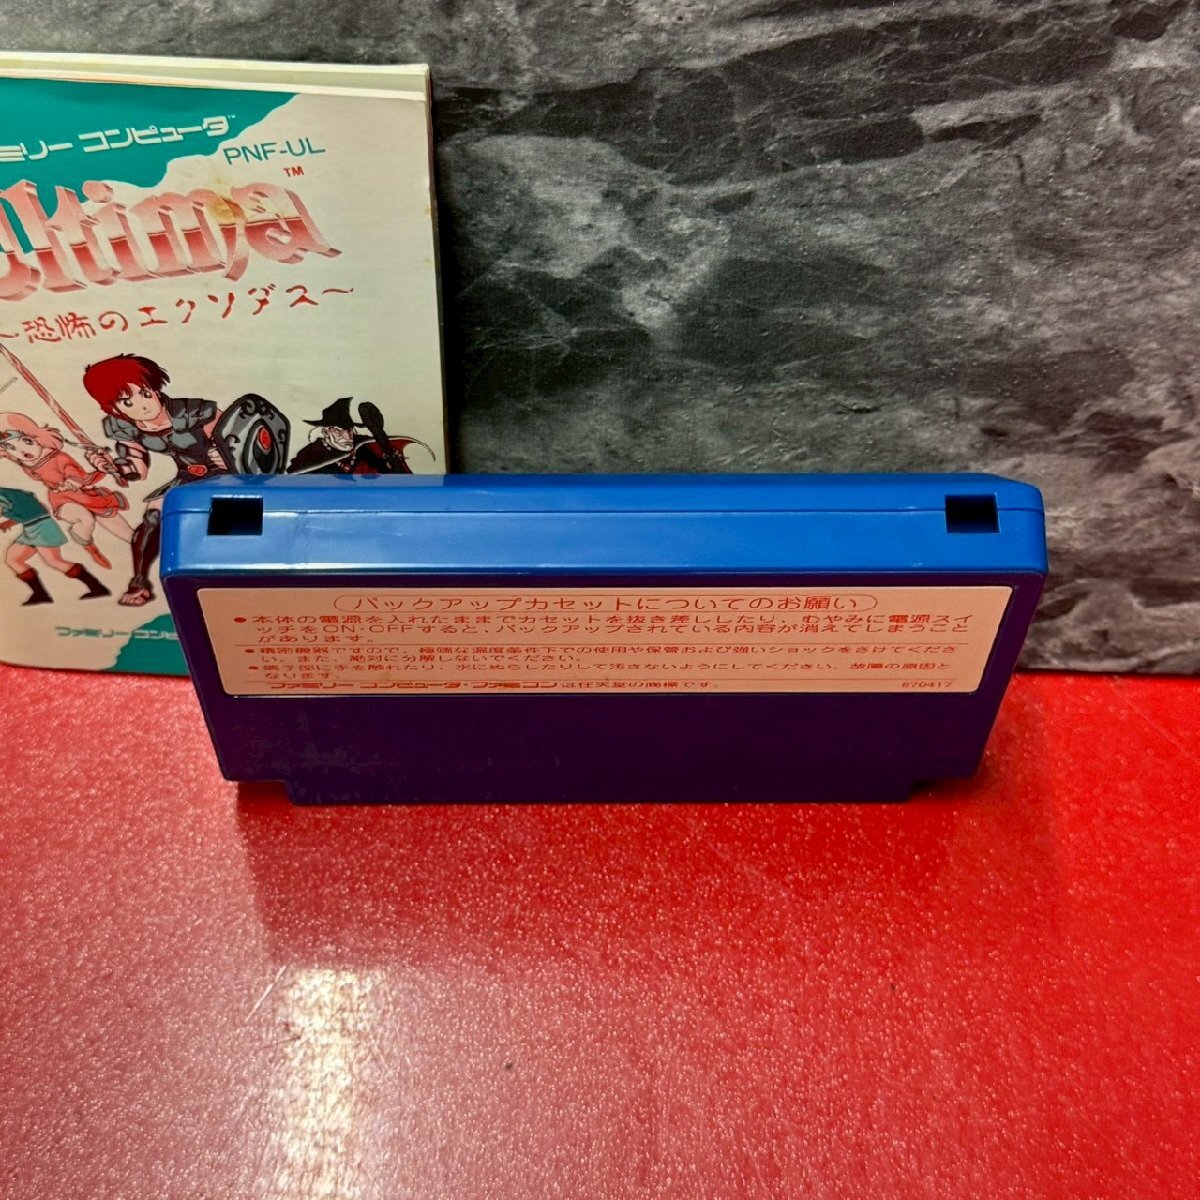 ミリー コンピュータ™
PNF-UL
Ultima™
～恐怖のエクソダス～
ファミリーコンピ
バックアップカセットについてのお願い
●本体の電源を入れたままでカセットを抜き差ししたり、むやみに電源スイ
ッチをON・OFFすると、バックアップされている内容が消えてしまうこと
があります。
●精密機器ですので、極端な温度条件下での使用や保管および強いショックをさけてくださ
い。また、絶対に分解しないでください。
●端子部に手を触れたり、水にぬらしたりして汚さないようにしてください。故障の原因と
なります。
ファミリー コンピュータ・ファミコンは任天堂の商標です。
870417